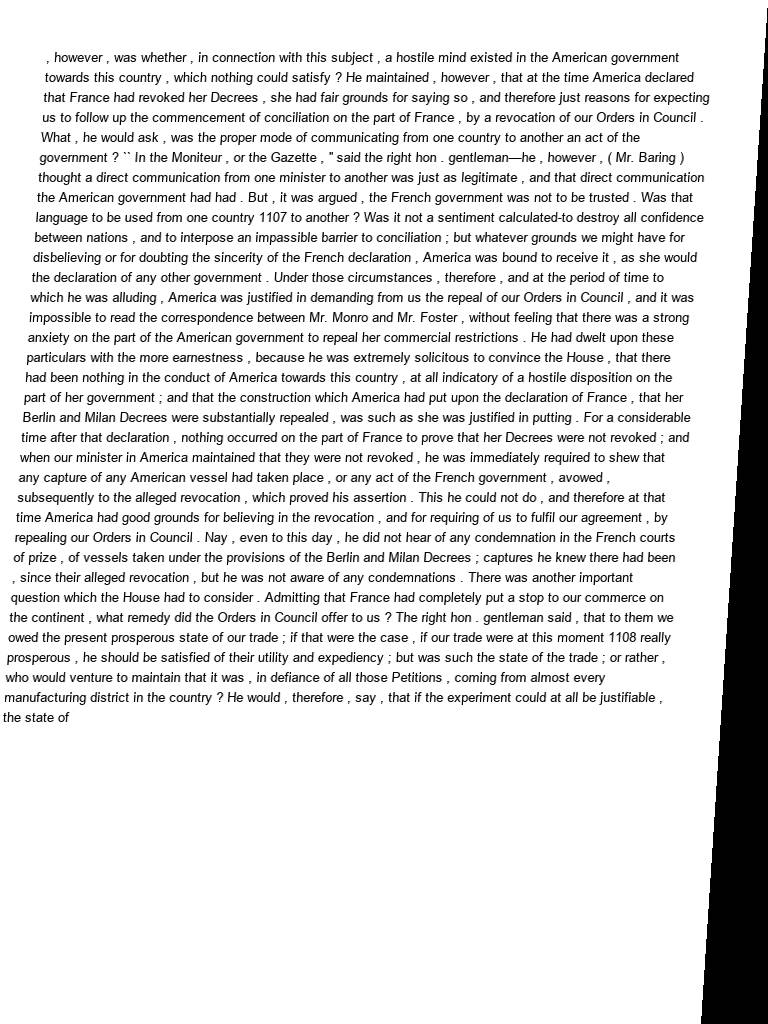 , however , was whether , in connection with this subject , a hostile mind existed in the American government
towards this country , which nothing could satisfy ? He maintained , however , that at the time America declared
that France had revoked her Decrees , she had fair grounds for saying so , and therefore just reasons for expecting
us to follow up the commencement of conciliation on the part of France , by a revocation of our Orders in Council .
What , he would ask , was the proper mode of communicating from one country to another an act of the
government ? `` In the Moniteur , or the Gazette , " said the right hon . gentleman—he , however , ( Mr. Baring )
thought a direct communication from one minister to another was just as legitimate , and that direct communication
the American government had had . But , it was argued , the French government was not to be trusted . Was that
language to be used from one country 1107 to another ? Was it not a sentiment calculated-to destroy all confidence
between nations , and to interpose an impassible barrier to conciliation ; but whatever grounds we might have for
disbelieving or for doubting the sincerity of the French declaration , America was bound to receive it , as she would
the declaration of any other government . Under those circumstances , therefore , and at the period of time to
which he was alluding , America was justified in demanding from us the repeal of our Orders in Council , and it was
impossible to read the correspondence between Mr. Monro and Mr. Foster , without feeling that there was a strong
anxiety on the part of the American government to repeal her commercial restrictions . He had dwelt upon these
particulars with the more earnestness , because he was extremely solicitous to convince the House , that there
had been nothing in the conduct of America towards this country , at all indicatory of a hostile disposition on the
part of her government ; and that the construction which America had put upon the declaration of France , that her
Berlin and Milan Decrees were substantially repealed , was such as she was justified in putting . For a considerable
time after that declaration , nothing occurred on the part of France to prove that her Decrees were not revoked ; and
when our minister in America maintained that they were not revoked , he was immediately required to shew that
any capture of any American vessel had taken place , or any act of the French government , avowed ,
subsequently to the alleged revocation , which proved his assertion . This he could not do , and therefore at that
time America had good grounds for believing in the revocation , and for requiring of us to fulfil our agreement , by
repealing our Orders in Council . Nay , even to this day , he did not hear of any condemnation in the French courts
of prize , of vessels taken under the provisions of the Berlin and Milan Decrees ; captures he knew there had been
, since their alleged revocation , but he was not aware of any condemnations . There was another important
question which the House had to consider . Admitting that France had completely put a stop to our commerce on
the continent , what remedy did the Orders in Council offer to us ? The right hon . gentleman said , that to them we
owed the present prosperous state of our trade ; if that were the case , if our trade were at this moment 1108 really
prosperous , he should be satisfied of their utility and expediency ; but was such the state of the trade ; or rather ,
who would venture to maintain that it was , in defiance of all those Petitions , coming from almost every
manufacturing district in the country ? He would , therefore , say , that if the experiment could at all be justifiable ,
the state of